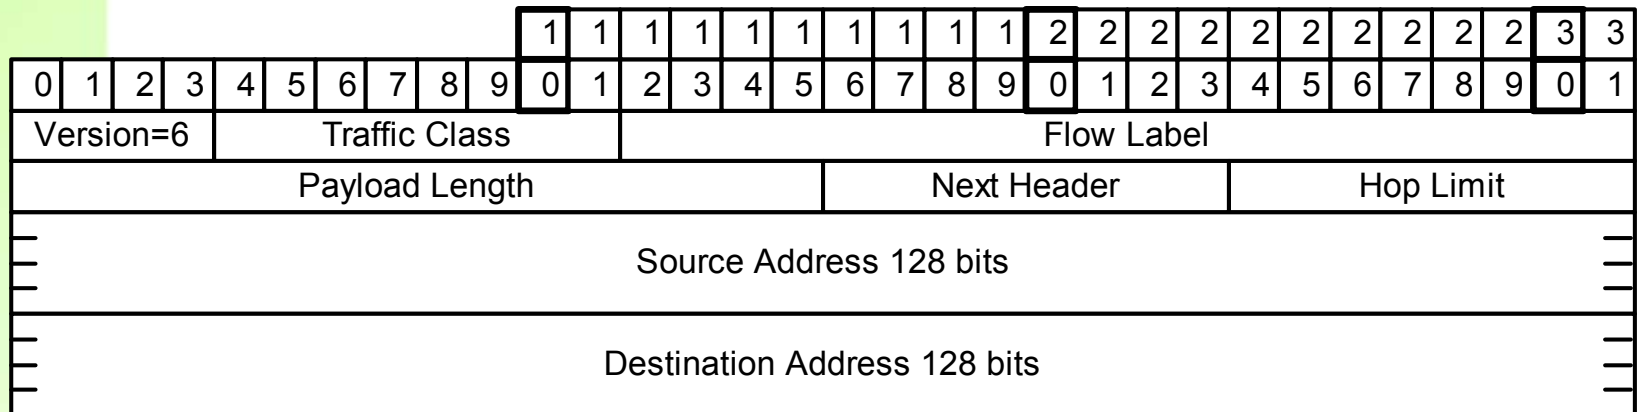 1 1 1 1 1 1 1 1 1 1 2 2 2 2 2 2 2 2 2 2 3 3
0 1 2 3 4 5 6 7 8 9 0 1 2 3 4 5 6 7 8 9 0 1 2 3 4 5 6 7 8 9 0 1
Version=6 Traffic Class Flow Label
Payload Length Next Header Hop Limit
Source Address 128 bits
Destination Address 128 bits